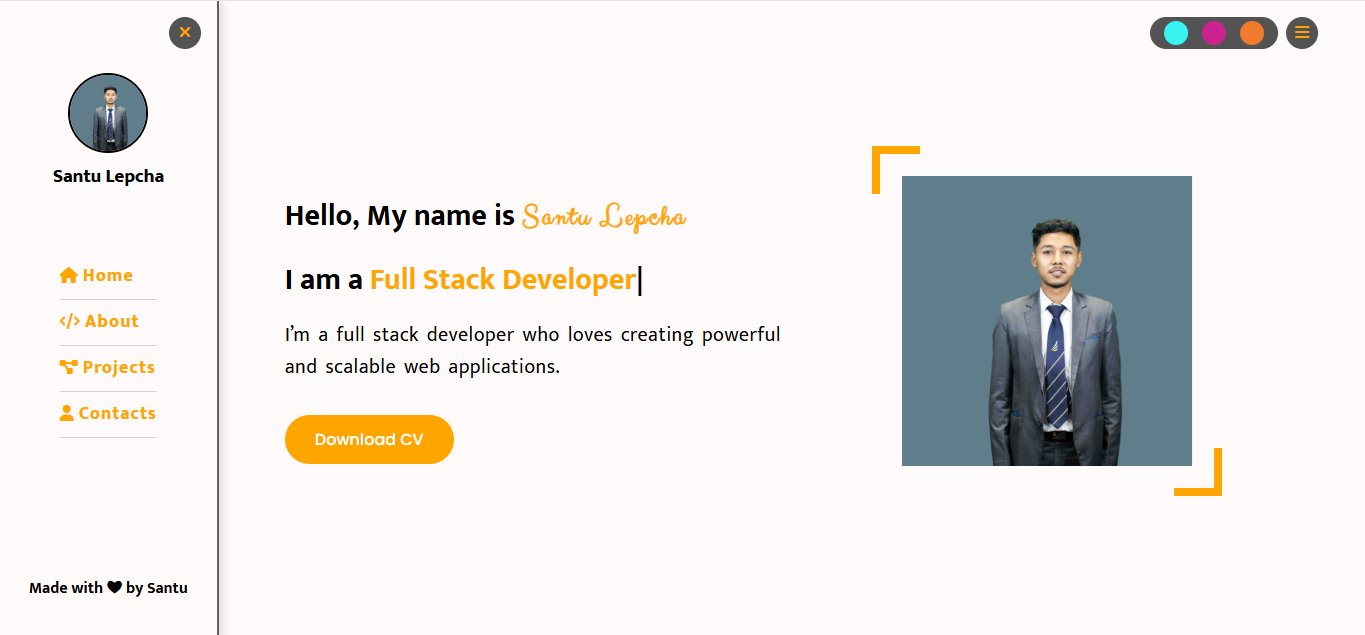 Santu Lepcha
Home
About
Projects
Contacts
Made with by Santu
Hello, My name is Santu Lepcha
I am a Full Stack Developer
I'm a full stack developer who loves creating powerful
and scalable web applications.
Download CV